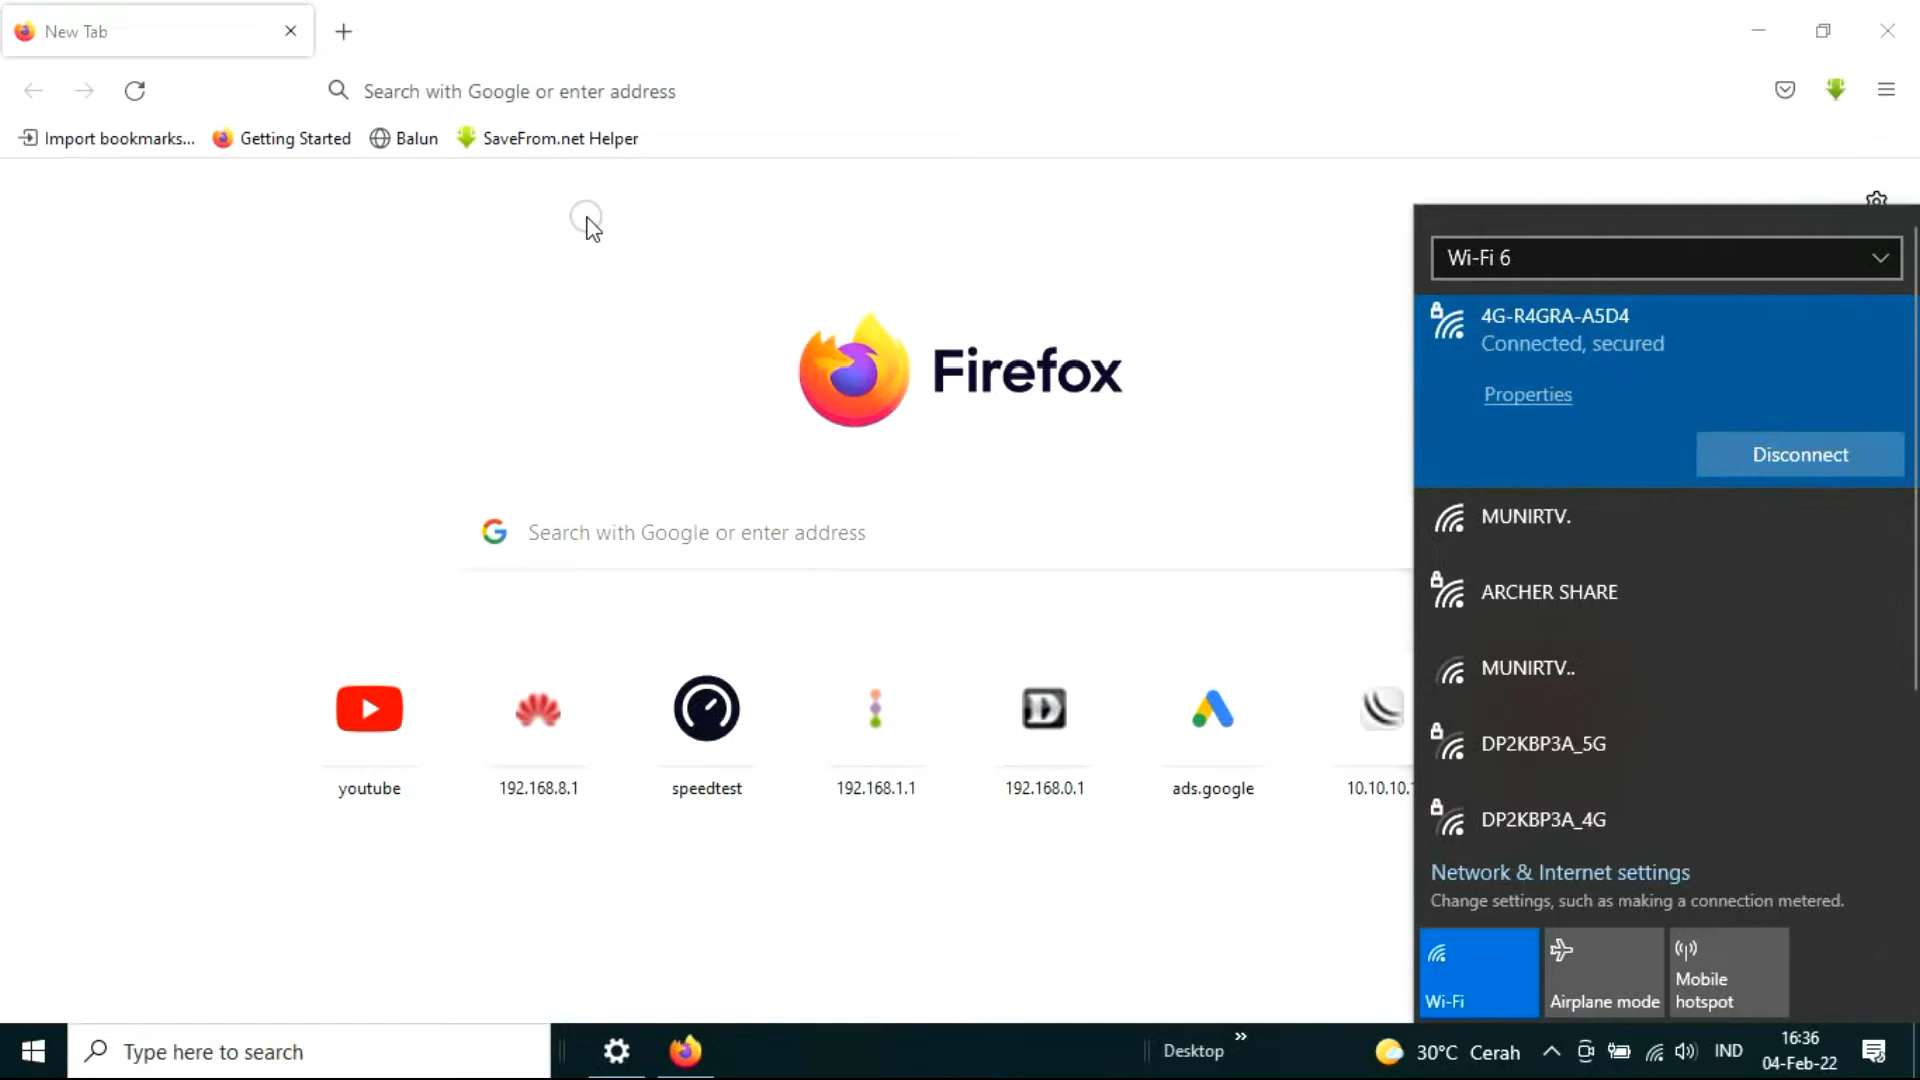 New Tab
Search with Google or enter address
Import bookmarks...
Getting Started
Balun
SaveFrom.net Helper
Wi-Fi 6
4G-R4GRA-A5D4
Connected, secured
Properties
Disconnect
Firefox
MUNIRTV.
Search with Google or enter address
ARCHER SHARE
MUNIRTV..
DP2KBP3A_5G
youtube
192.168.8.1
speedtest
192.168.1.1
192.168.0.1
ads.google
10.10.10.1
DP2KBP3A_4G
Network & Internet settings
Change settings, such as making a connection metered.
Wi-Fi
Airplane mode
Mobile
hotspot
Type here to search
Desktop
30°C Cerah
IND
16:36
04-Feb-22